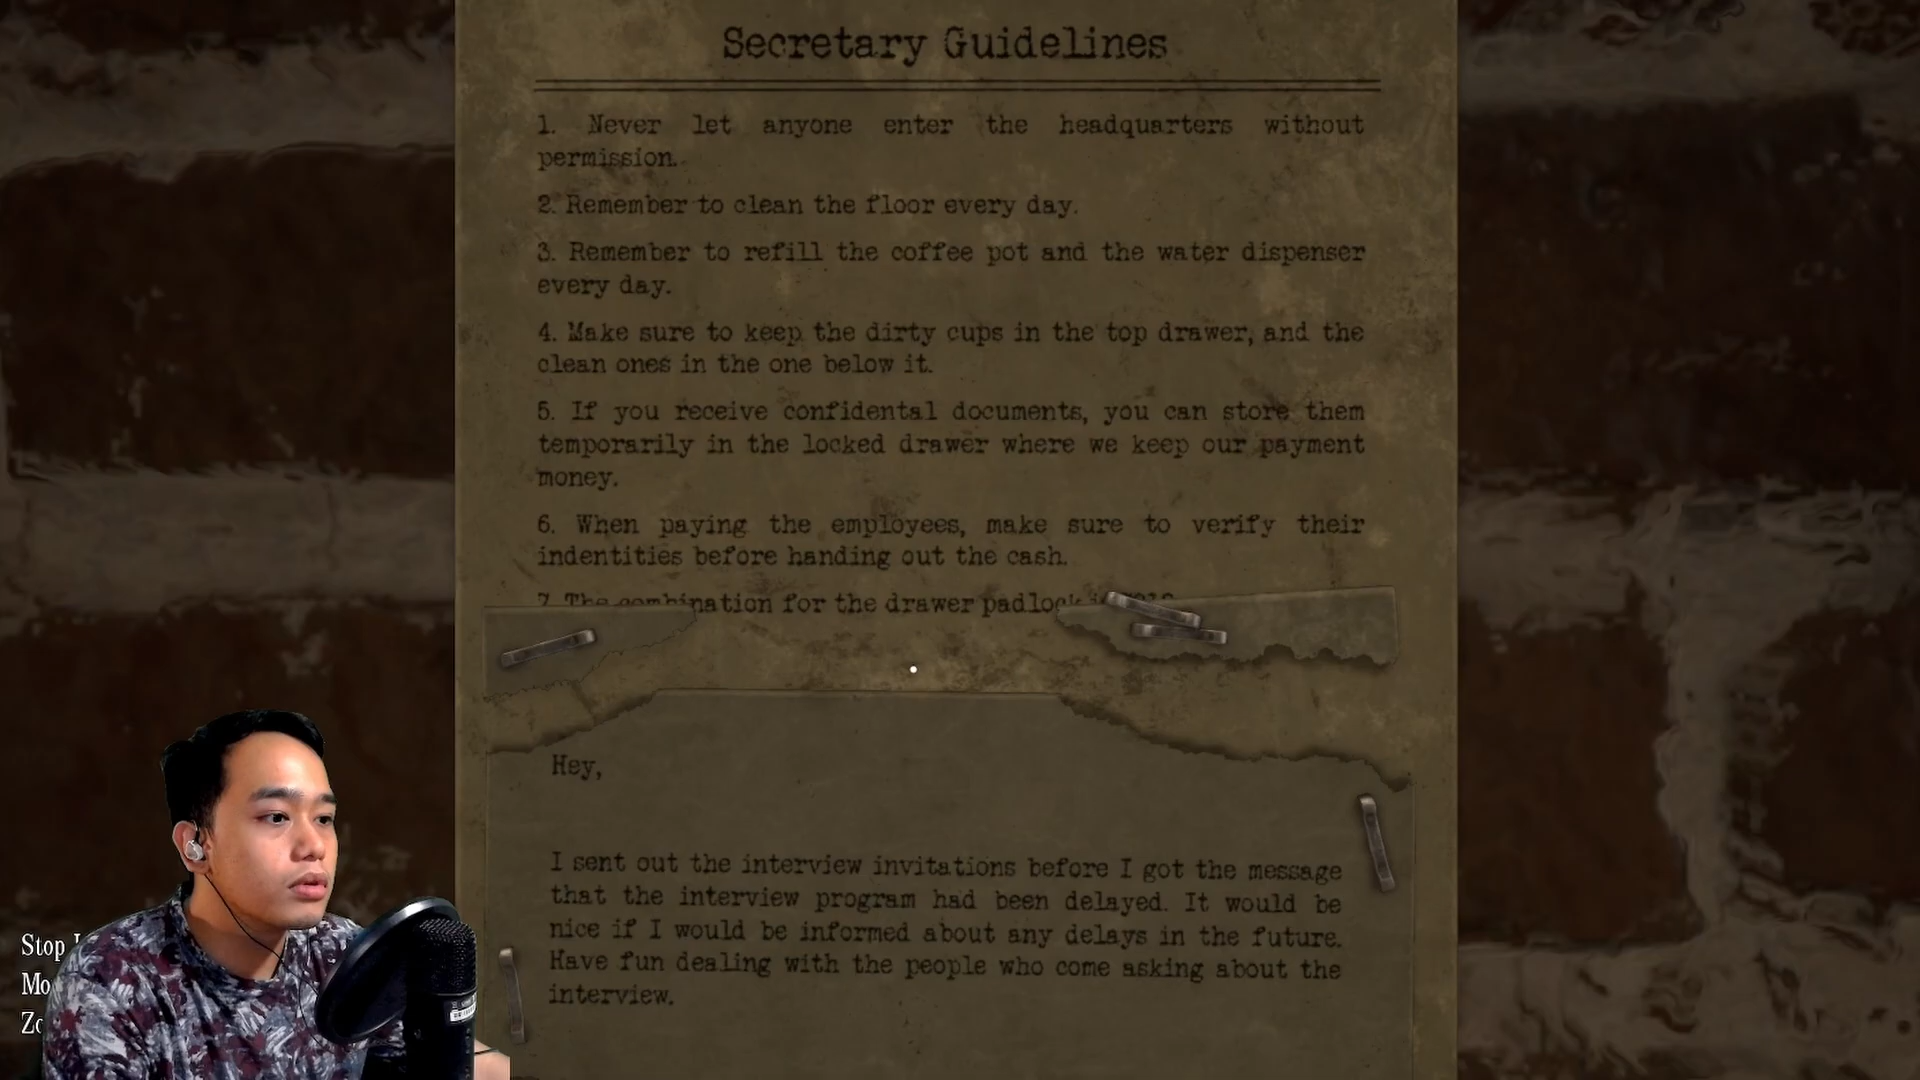 Secretary Guidelines
1. Never let anyone enter the headquarters without
permission.
2. Remember to clean the floor every day.
3. Remember to refill the coffee pot and the water dispenser
every day.
4. Make sure to keep the dirty cups in the top drawer, and the
clean ones in the one below it.
5. If you receive confidental documents, you can store them
temporarily in the locked drawer where we keep our payment
money.
6. When paying the employees, make sure to verify their
indentities before handing out the cash.
7. The combination for the drawer padlock
Hey,
I sent out the interview invitations before I got the message
that the interview program had been delayed. It would be
nice if I would be informed about any delays in the future.
Have fun dealing with the people who come asking about the
interview.
Stop